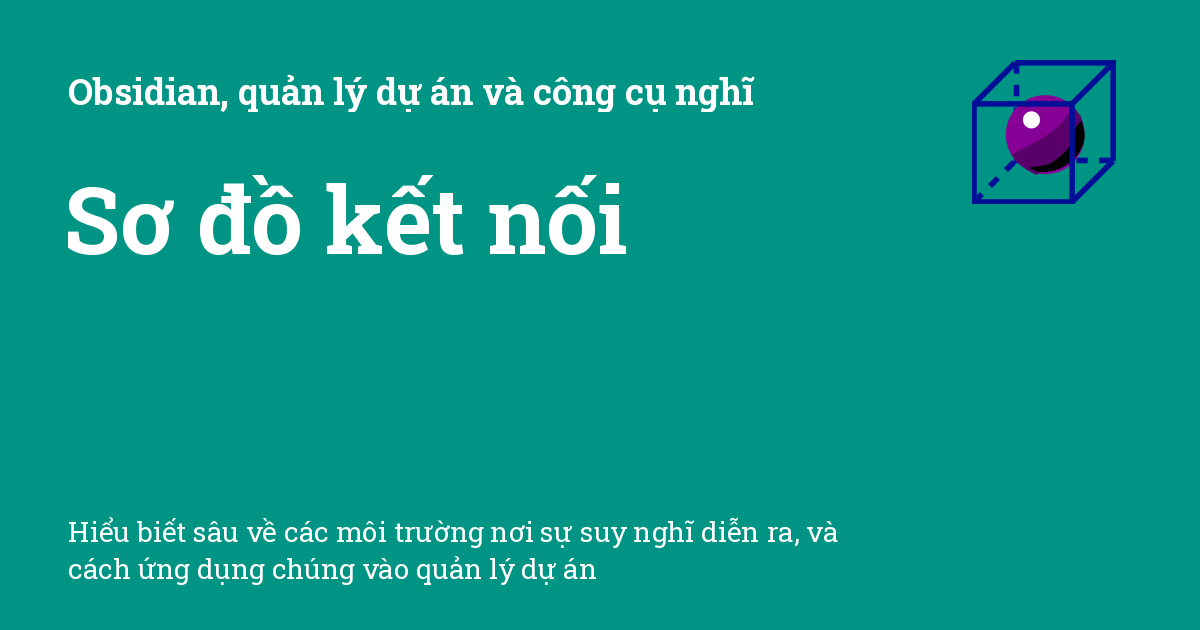 Obsidian, quản lý dự án và công cụ nghĩ
Sơ đồ kết nối
Hiểu biết sâu về các môi trường nơi sự suy nghĩ diễn ra, và
cách ứng dụng chúng vào quản lý dự án